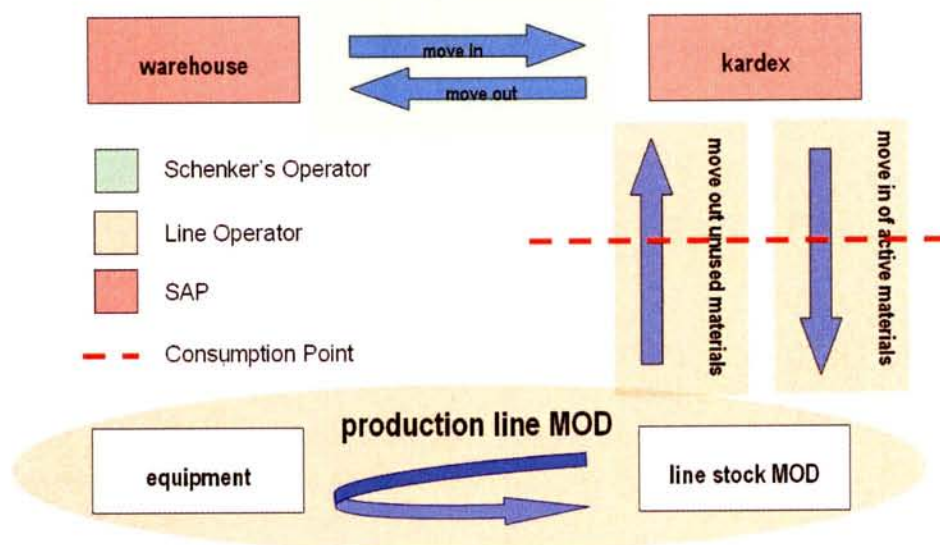 warehouse
move in
move out
kardex
Schenker's Operator
Line Operator
SAP
Consumption Point
move out unused materials
move in of active materials
production line MOD
equipment
line stock MOD